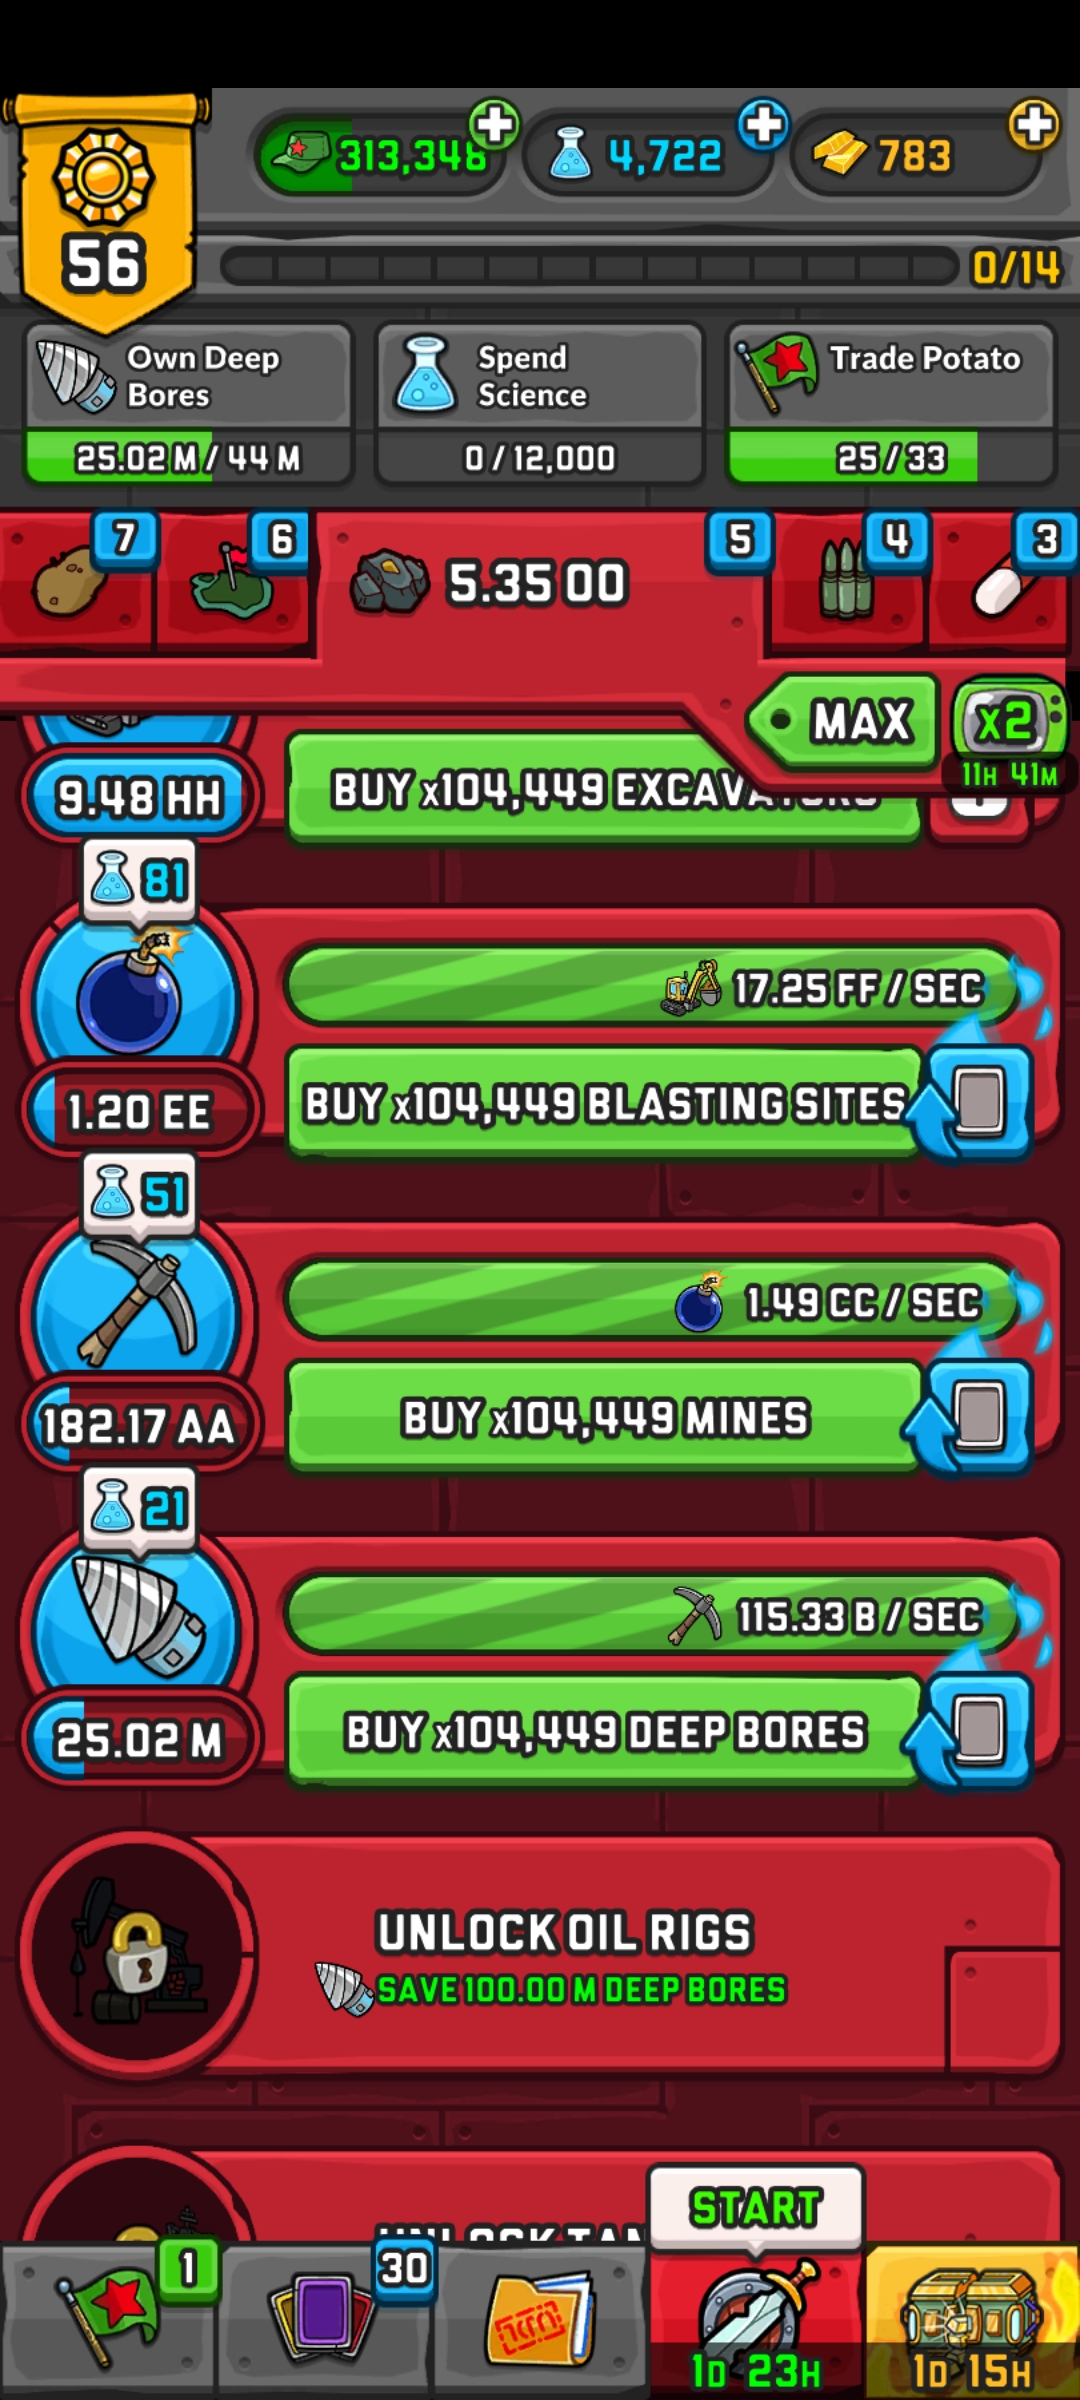 313,348
4,722
783
56
0/14
Own Deep
Bores
25.02 M / 44 M
Spend
Science
0 / 12,000
Trade Potato
25 / 33
7
6
5.35 OO
5
4
3
MAX
x2
11H 41M
9.48 HH
BUY x104,449 EXCAVATORS
81
17.25 FF / SEC
1.20 EE
BUY x104,449 BLASTING SITES
51
1.49 CC / SEC
182.17 AA
BUY x104,449 MINES
21
115.33 B / SEC
25.02 M
BUY x104,449 DEEP BORES
UNLOCK OIL RIGS
SAVE 100.00 M DEEP BORES
UNLOCK
START
1
30
1D 23H
1D 15H